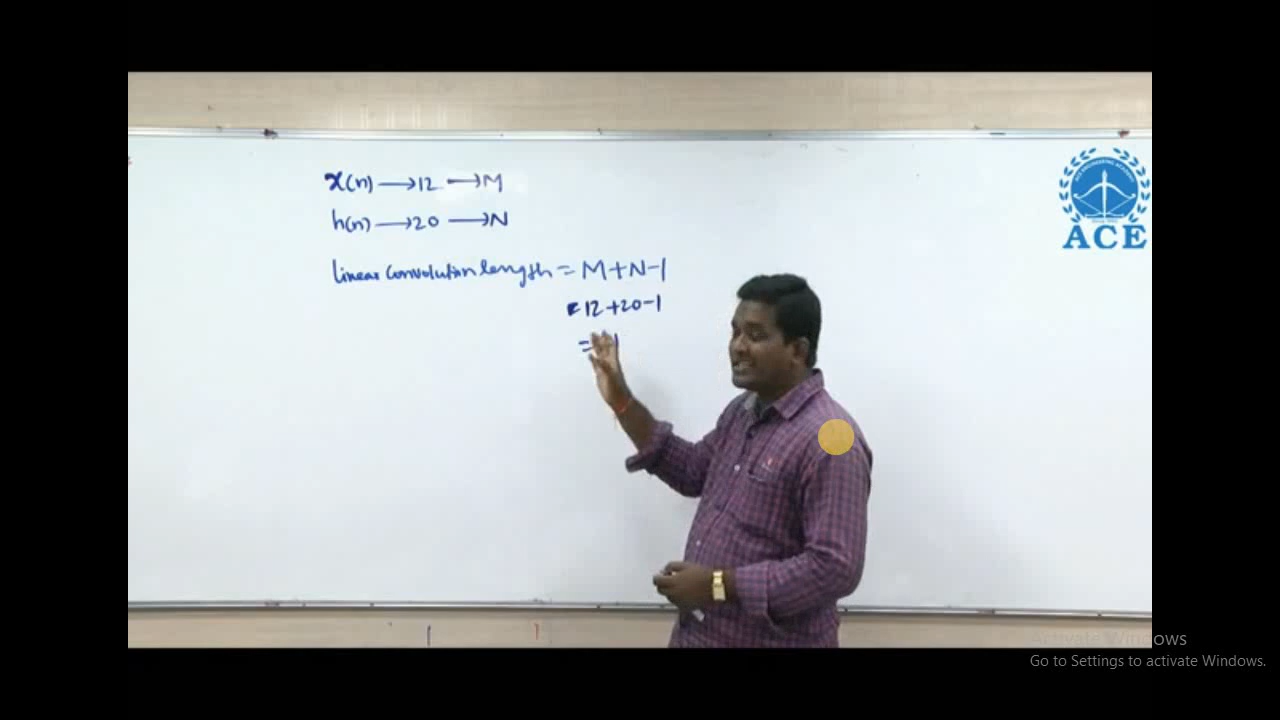 x(n) → 12 → M
h(n) → 20 → N
linear convolution length = M+N-1
= 12+20-1
=
ACE
Activate Windows
Go to Settings to activate Windows.